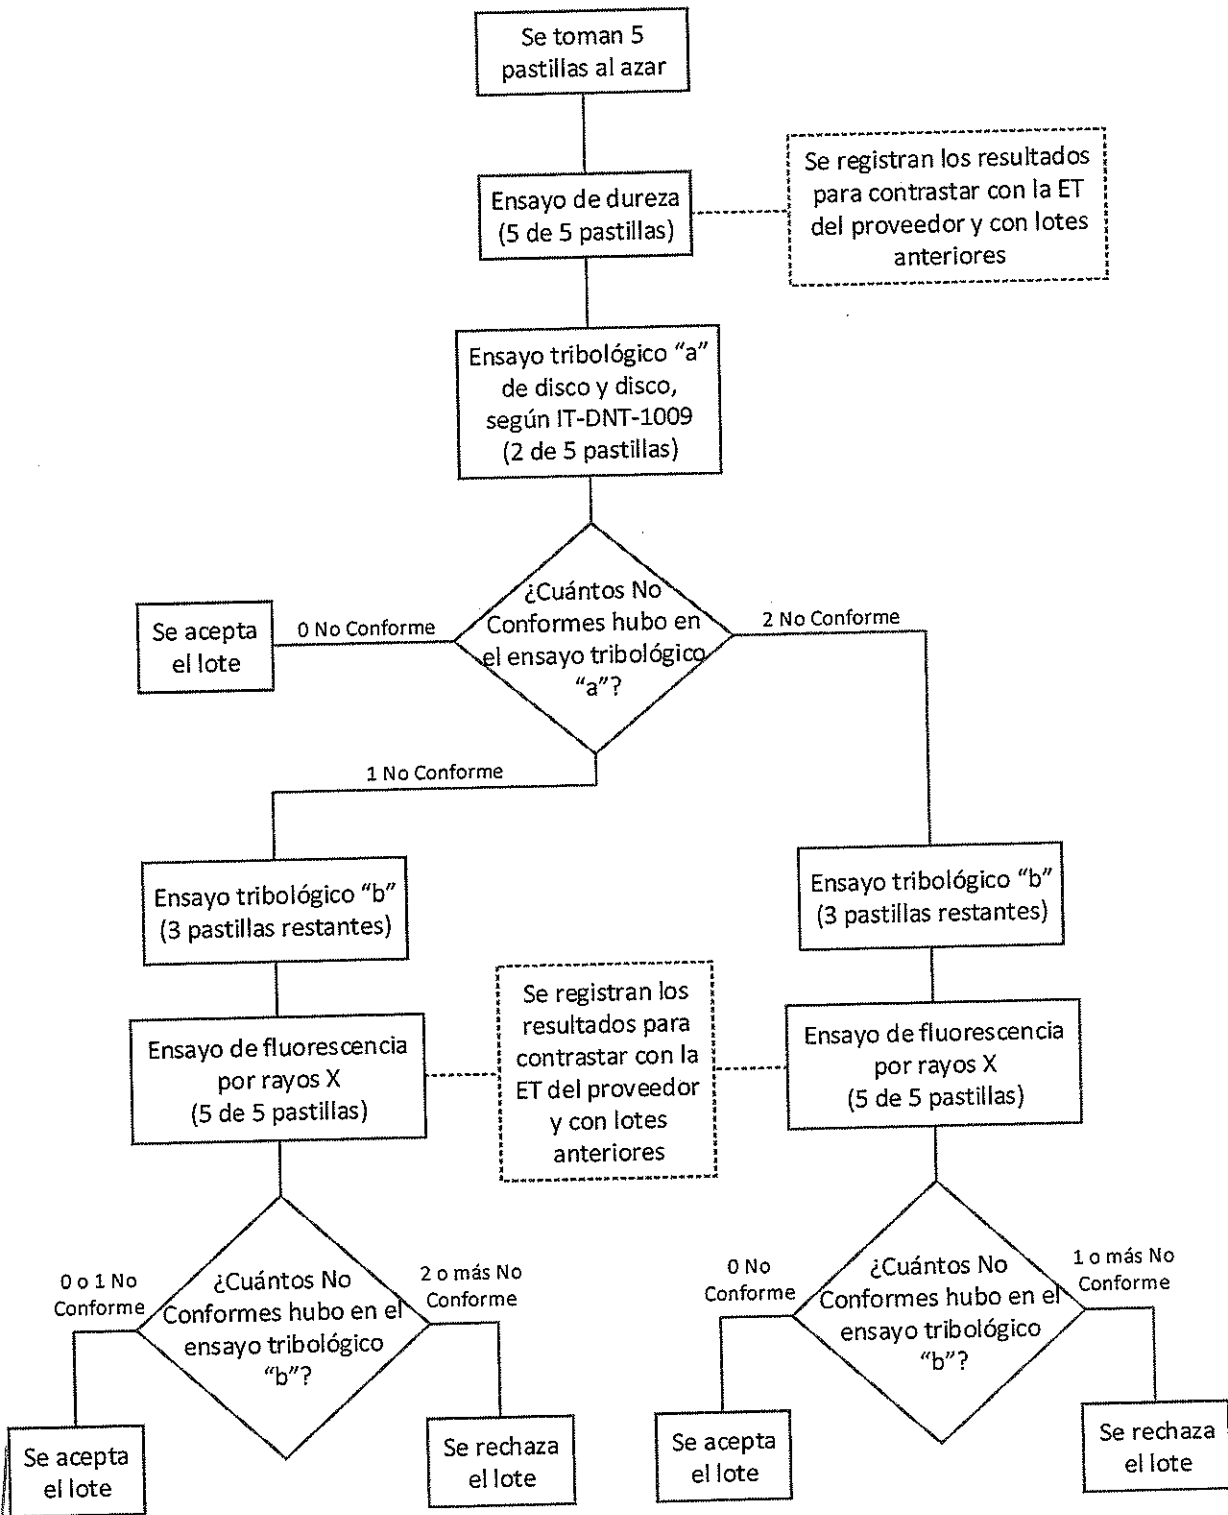 Se toman 5
pastillas al azar
Ensayo de dureza
(5 de 5 pastillas)
Se registran los resultados
para contrastar con la ET
del proveedor y con lotes
anteriores
Ensayo tribológico “a”
de disco y disco,
según IT-DNT-1009
(2 de 5 pastillas)
¿Cuántos No
Conformes hubo en
el ensayo tribológico
“a”?
0 No Conforme
Se acepta
el lote
2 No Conforme
1 No Conforme
Ensayo tribológico “b”
(3 pastillas restantes)
Ensayo tribológico “b”
(3 pastillas restantes)
Ensayo de fluorescencia
por rayos X
(5 de 5 pastillas)
Se registran los
resultados para
contrastar con la
ET del proveedor
y con lotes
anteriores
Ensayo de fluorescencia
por rayos X
(5 de 5 pastillas)
¿Cuántos No
Conformes hubo en el
ensayo tribológico
“b”?
0 o 1 No
Conforme
2 o más No
Conforme
Se acepta
el lote
Se rechaza
el lote
¿Cuántos No
Conformes hubo en el
ensayo tribológico
“b”?
0 No
Conforme
1 o más No
Conforme
Se acepta
el lote
Se rechaza
el lote